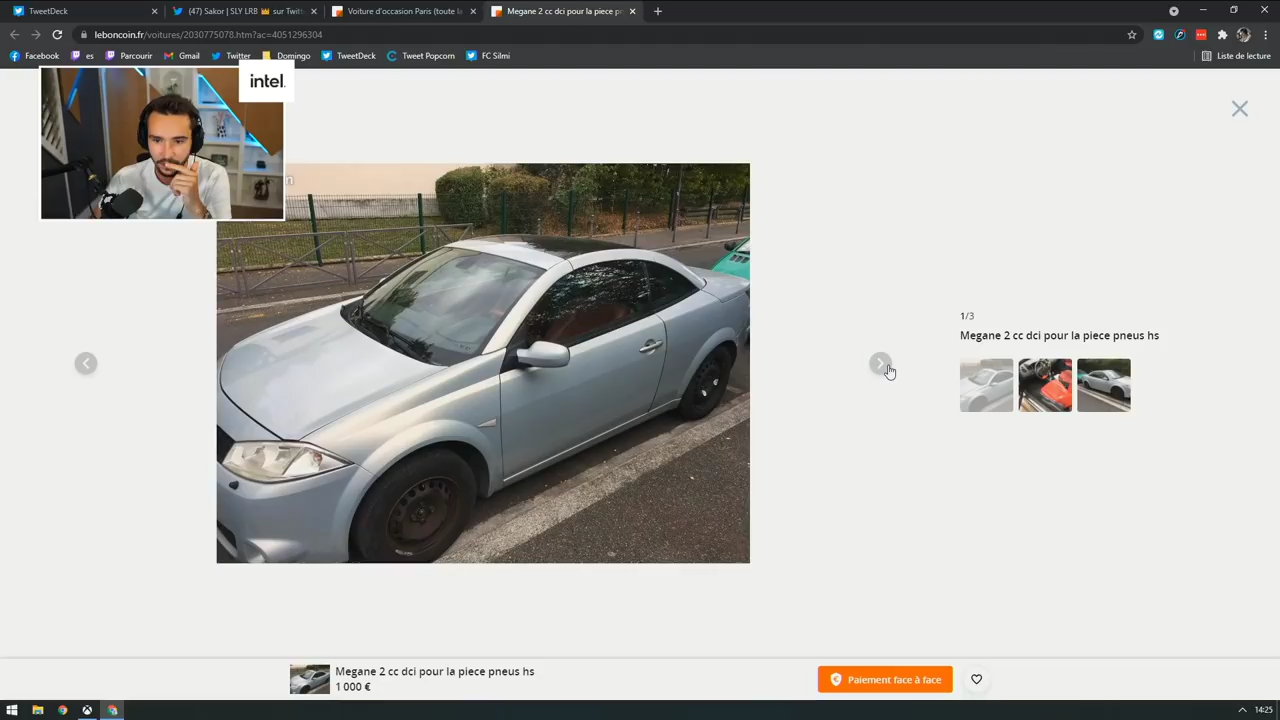 TweetDeck
(47) Sakor | SLY LRB 👑 sur Twitt
Voiture d'occasion Paris (toute la
Megane 2 cc dci pour la piece pn
leboncoin.fr/voitures/2030775078.htm?ac=4051296304
Facebook
es
Parcourir
Gmail
Twitter
Domingo
TweetDeck
Tweet Popcorn
FC Silmi
Liste de lecture
intel.
n
1/3
Megane 2 cc dci pour la piece pneus hs
Megane 2 cc dci pour la piece pneus hs
1 000 €
Paiement face à face
14:25